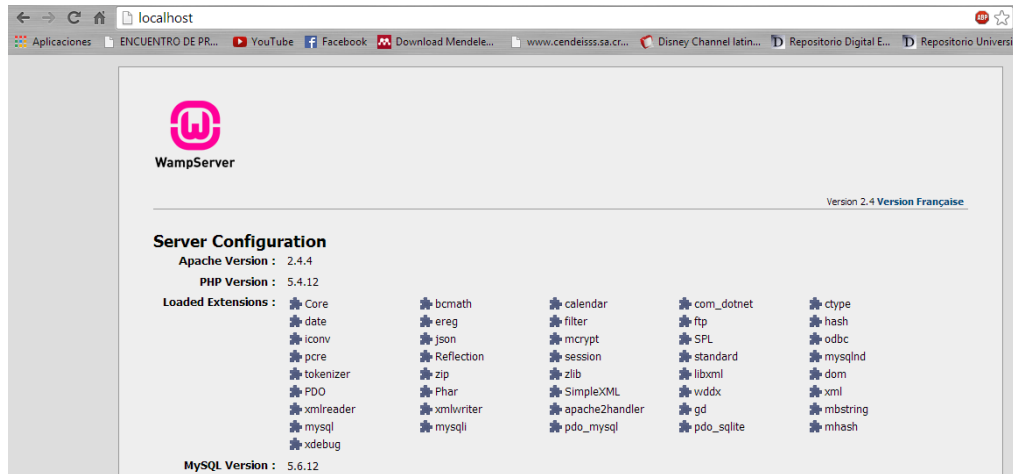 localhost
ABP
Aplicaciones ENCUENTRO DE PR... YouTube Facebook Download Mendele... www.cendeisss.sa.cr... Disney Channel latin... Repositorio Digital E... Repositorio Universi
WampServer
Version 2.4 Version Française
Server Configuration
Apache Version : 2.4.4
PHP Version : 5.4.12
Loaded Extensions : Core bcmath calendar com_dotnet ctype
date ereg filter ftp hash
iconv json mcrypt SPL odbc
pcre Reflection session standard mysqlnd
tokenizer zip zlib libxml dom
PDO Phar SimpleXML wddx xml
xmlreader xmlwriter apache2handler gd mbstring
mysql mysqli pdo_mysql pdo_sqlite mhash
xdebug
MySQL Version : 5.6.12